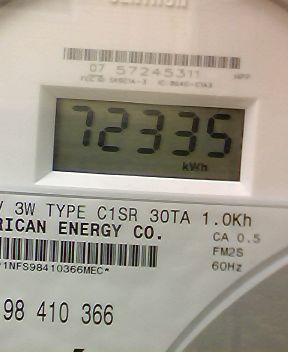 07 57245311
72335
kWh
3W TYPE C1SR 30TA 1.0Kh
RICAN ENERGY CO.
CA 0.5
FM2S
60Hz
1NFS98410366MEC*
98 410 366